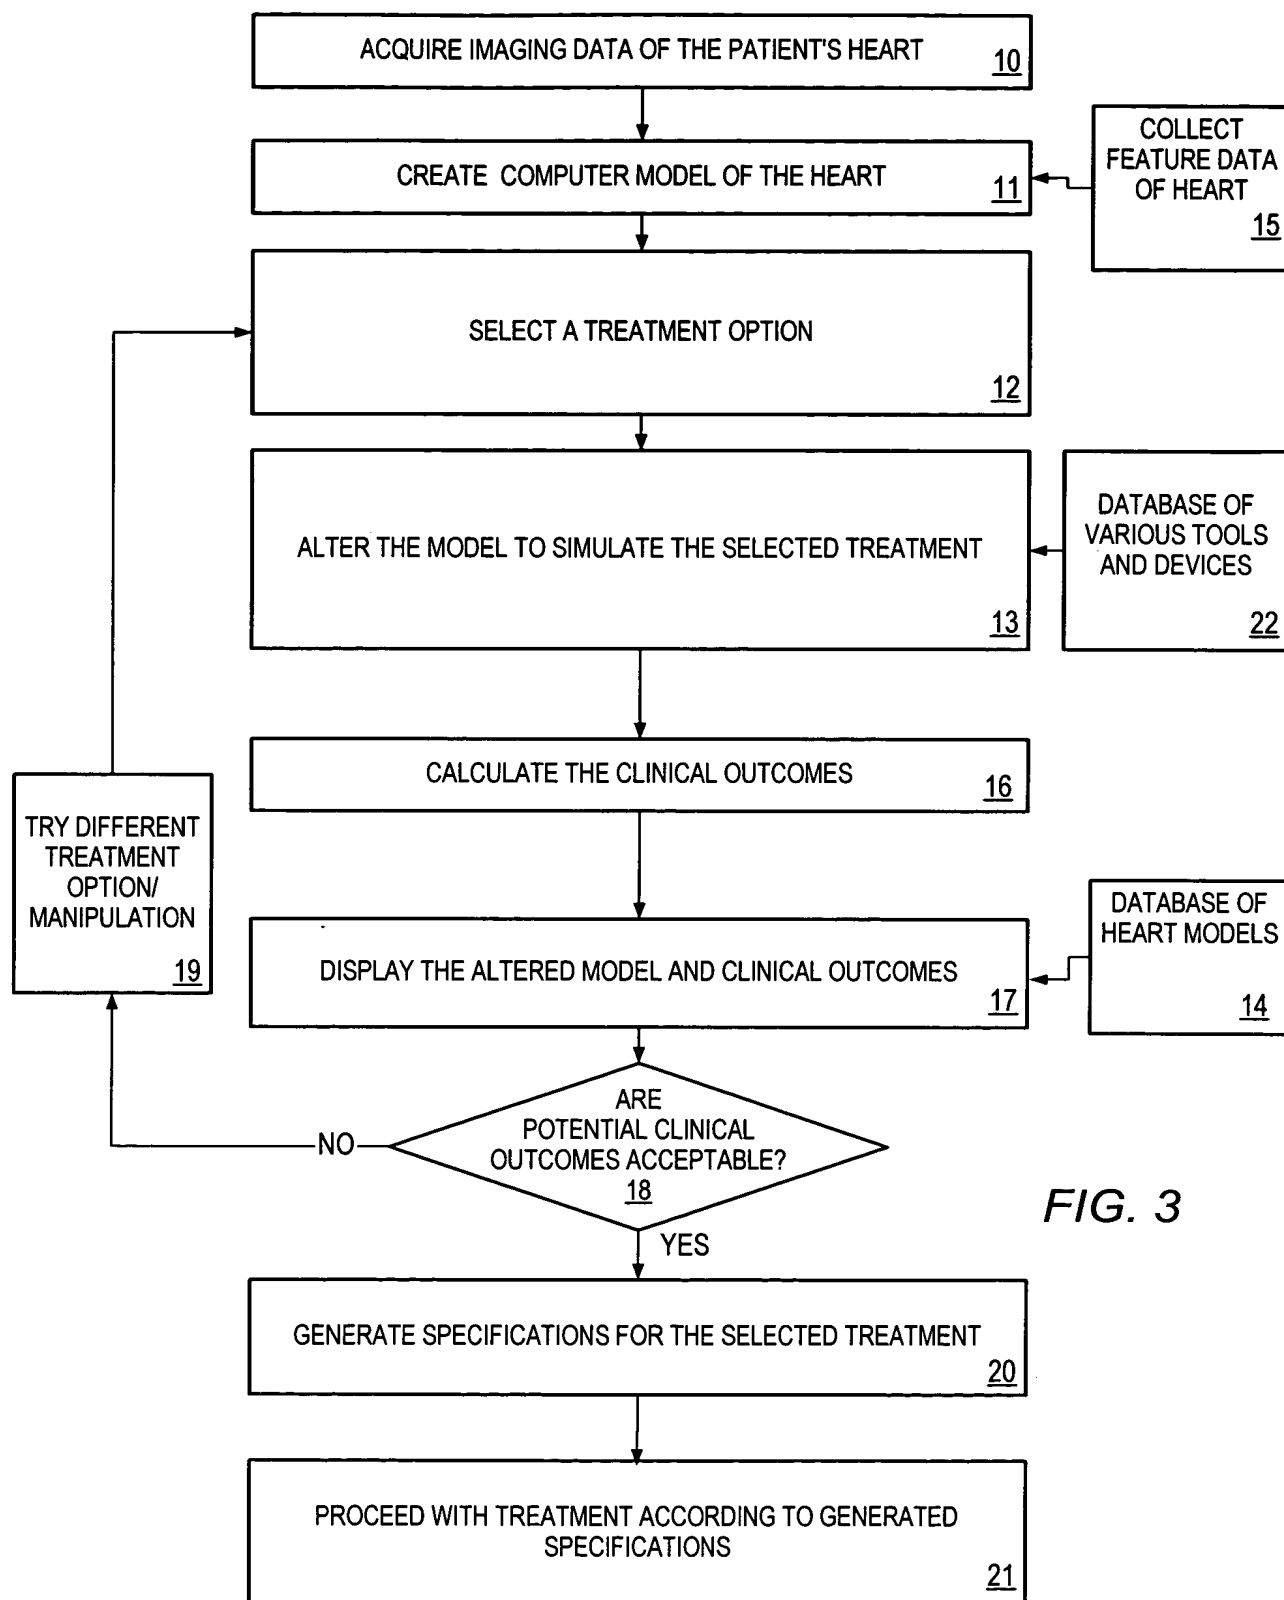 ACQUIRE IMAGING DATA OF THE PATIENT'S HEART
10
CREATE COMPUTER MODEL OF THE HEART
11
COLLECT
FEATURE DATA
OF HEART
15
SELECT A TREATMENT OPTION
12
ALTER THE MODEL TO SIMULATE THE SELECTED TREATMENT
13
DATABASE OF
VARIOUS TOOLS
AND DEVICES
22
CALCULATE THE CLINICAL OUTCOMES
16
TRY DIFFERENT
TREATMENT
OPTION/
MANIPULATION
19
DISPLAY THE ALTERED MODEL AND CLINICAL OUTCOMES
17
DATABASE OF
HEART MODELS
14
ARE
POTENTIAL CLINICAL
OUTCOMES ACCEPTABLE?
18
NO
YES
FIG. 3
GENERATE SPECIFICATIONS FOR THE SELECTED TREATMENT
20
PROCEED WITH TREATMENT ACCORDING TO GENERATED
SPECIFICATIONS
21